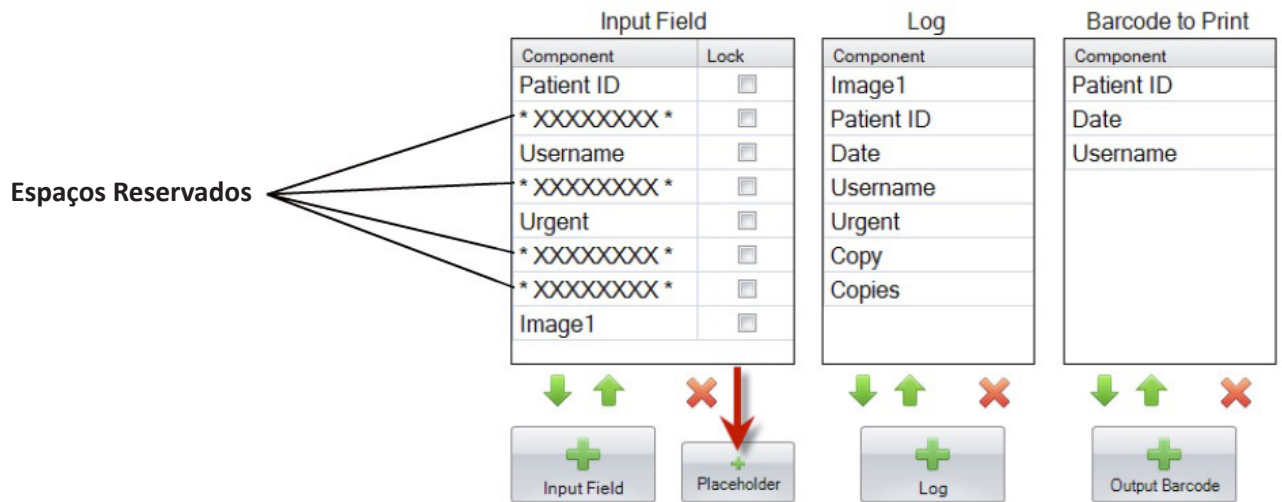 Input Field
Component Lock
Patient ID
* XXXXXXXX *
Username
* XXXXXXXX *
Urgent
* XXXXXXXX *
* XXXXXXXX *
Image1
Espaços Reservados
Input Field
Placeholder
Log
Component
Image1
Patient ID
Date
Username
Urgent
Copy
Copies
Log
Barcode to Print
Component
Patient ID
Date
Username
Output Barcode